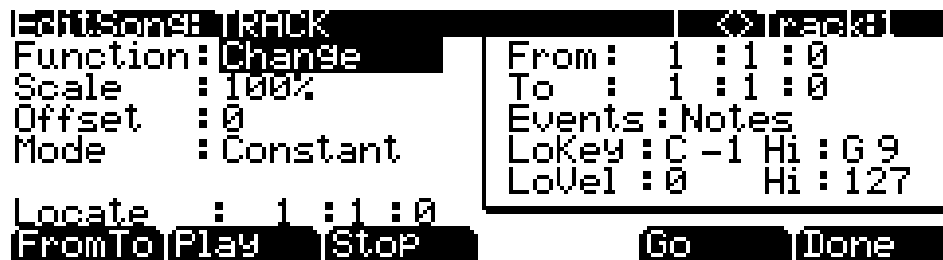 EditSong: TRACK <>Track:1
Function:Change
Scale :100%
Offset :0
Mode :Constant
Locate : 1 :1 :0
From: 1 :1 :0
To : 1 :1 :0
Events:Notes
LoKey:C -1 Hi:G 9
LoVel:0 Hi:127
FromTo Play Stop Go Done